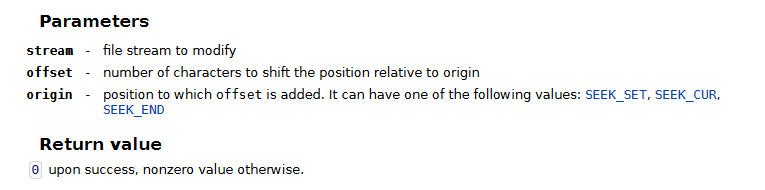 Parameters
stream - file stream to modify
offset - number of characters to shift the position relative to origin
origin - position to which offset is added. It can have one of the following values: SEEK_SET, SEEK_CUR,
SEEK_END
Return value
0 upon success, nonzero value otherwise.